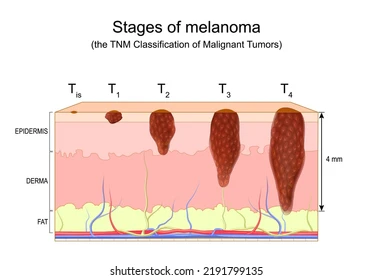 Stages of melanoma
(the TNM Classification of Malignant Tumors)
Tis T1 T2 T3 T4
EPIDERMIS
4 mm
DERMA
FAT
shutterstock.com · 2191799135